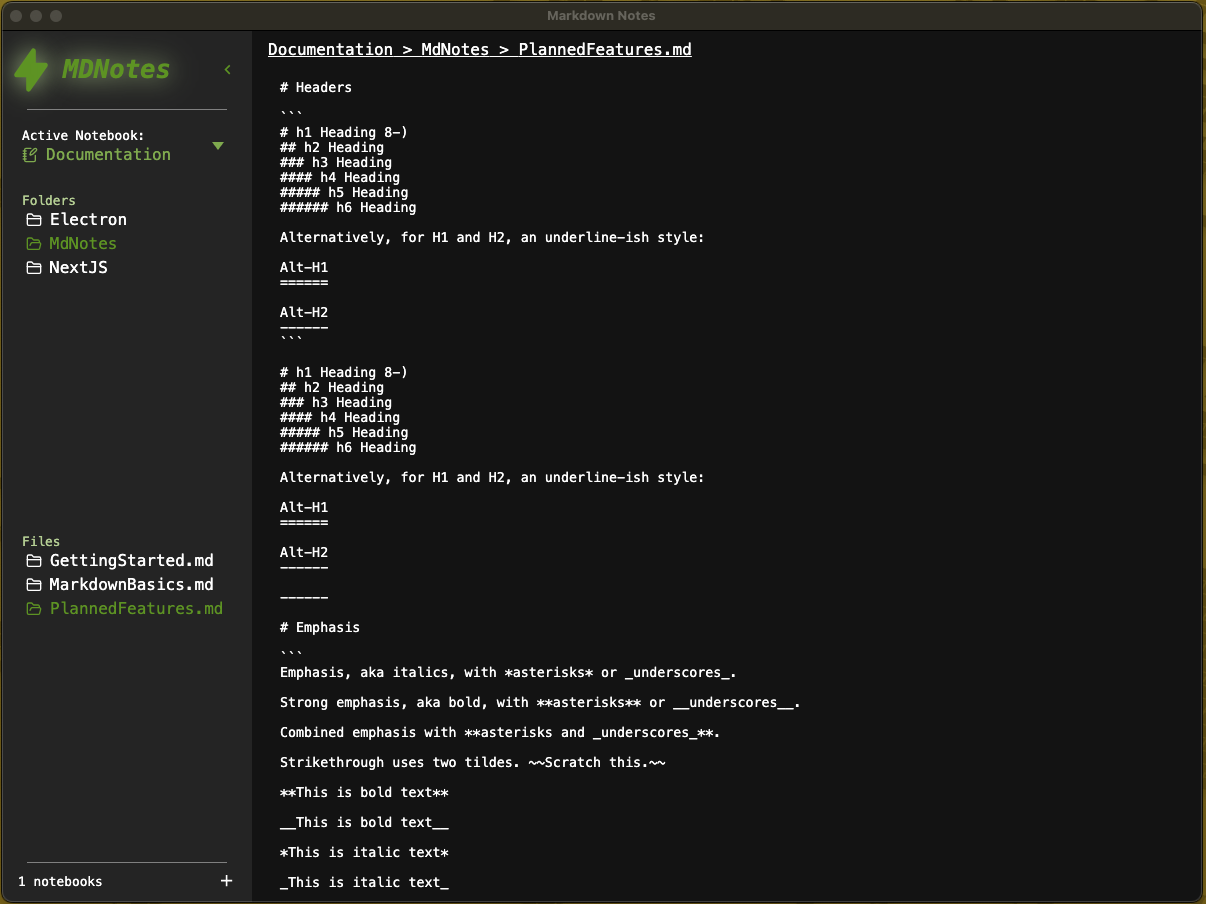 Markdown Notes
MDNotes
Active Notebook:
Documentation
Folders
Electron
MdNotes
NextJS
Files
GettingStarted.md
MarkdownBasics.md
PlannedFeatures.md
1 notebooks +
Documentation > MdNotes > PlannedFeatures.md
# Headers
```
# h1 Heading 8-)
## h2 Heading
### h3 Heading
#### h4 Heading
##### h5 Heading
###### h6 Heading
Alternatively, for H1 and H2, an underline-ish style:
Alt-H1
======
Alt-H2
------
```
# h1 Heading 8-)
## h2 Heading
### h3 Heading
#### h4 Heading
##### h5 Heading
###### h6 Heading
Alternatively, for H1 and H2, an underline-ish style:
Alt-H1
======
Alt-H2
------
------
# Emphasis
```
Emphasis, aka italics, with *asterisks* or _underscores_.
Strong emphasis, aka bold, with **asterisks** or __underscores__.
Combined emphasis with **asterisks and _underscores_**.
Strikethrough uses two tildes. ~~Scratch this.~~
**This is bold text**
__This is bold text__
*This is italic text*
_This is italic text_